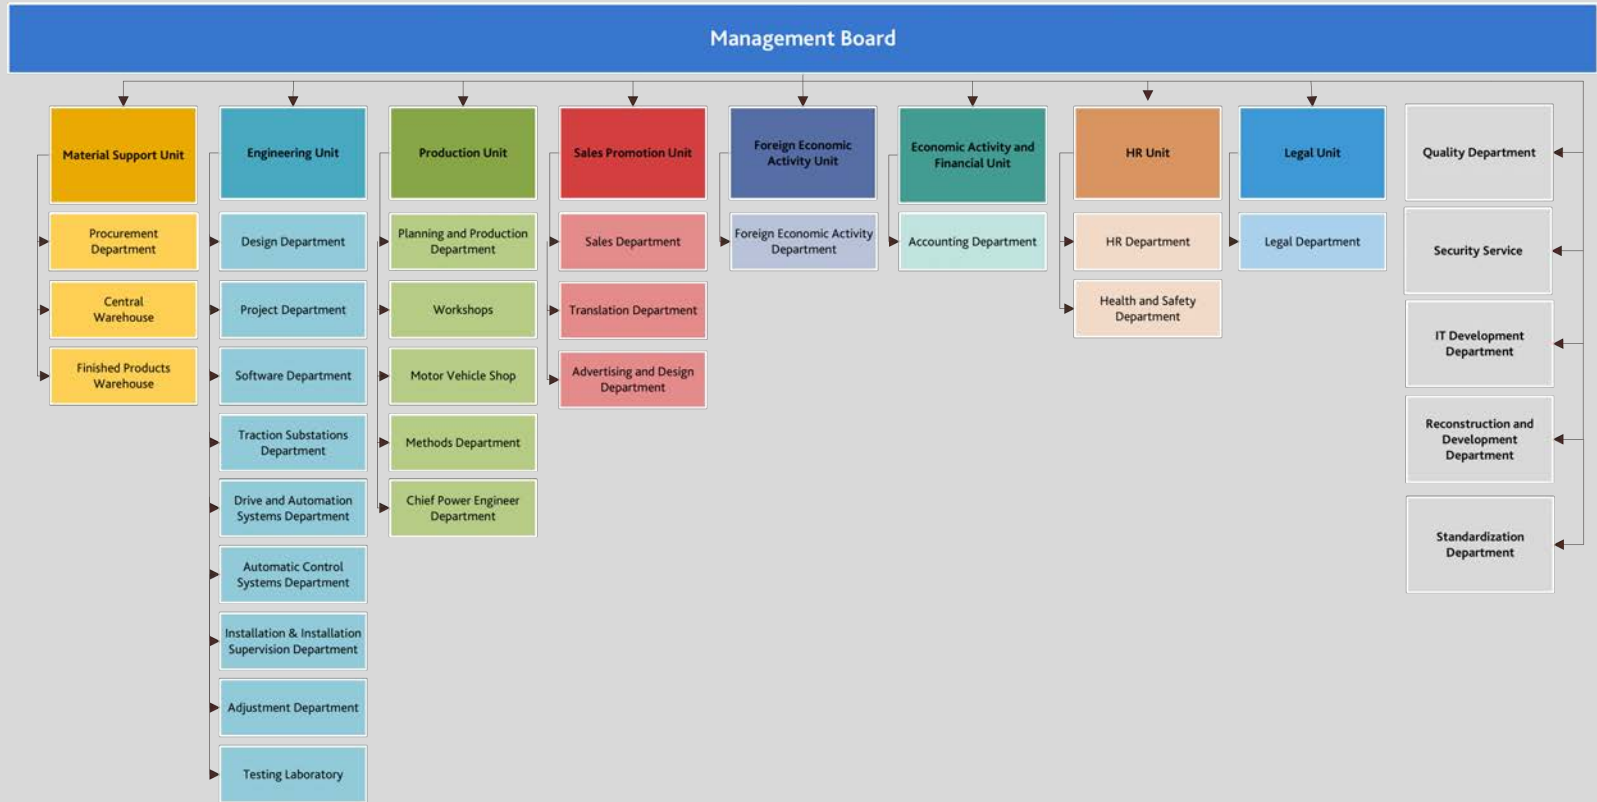 Management Board
Material Support Unit
Procurement
Department
Central
Warehouse
Finished Products
Warehouse
Engineering Unit
Design Department
Project Department
Software Department
Traction Substations
Department
Drive and Automation
Systems Department
Automatic Control
Systems Department
Installation & Installation
Supervision Department
Adjustment Department
Testing Laboratory
Production Unit
Planning and Production
Department
Workshops
Motor Vehicle Shop
Methods Department
Chief Power Engineer
Department
Sales Promotion Unit
Sales Department
Translation Department
Advertising and Design
Department
Foreign Economic
Activity Unit
Foreign Economic Activity
Department
Economic Activity and
Financial Unit
Accounting Department
HR Unit
HR Department
Health and Safety
Department
Legal Unit
Legal Department
Quality Department
Security Service
IT Development
Department
Reconstruction and
Development
Department
Standardization
Department